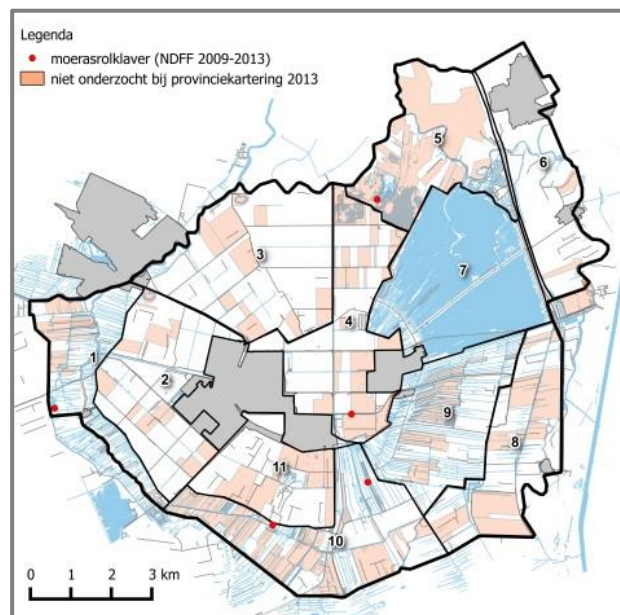 Legenda
moerasrolklaver (NDFF 2009-2013)
niet onderzocht bij provinciekartering 2013
5
6
3
7
4
1
2
9
8
11
10
0 1 2 3 km